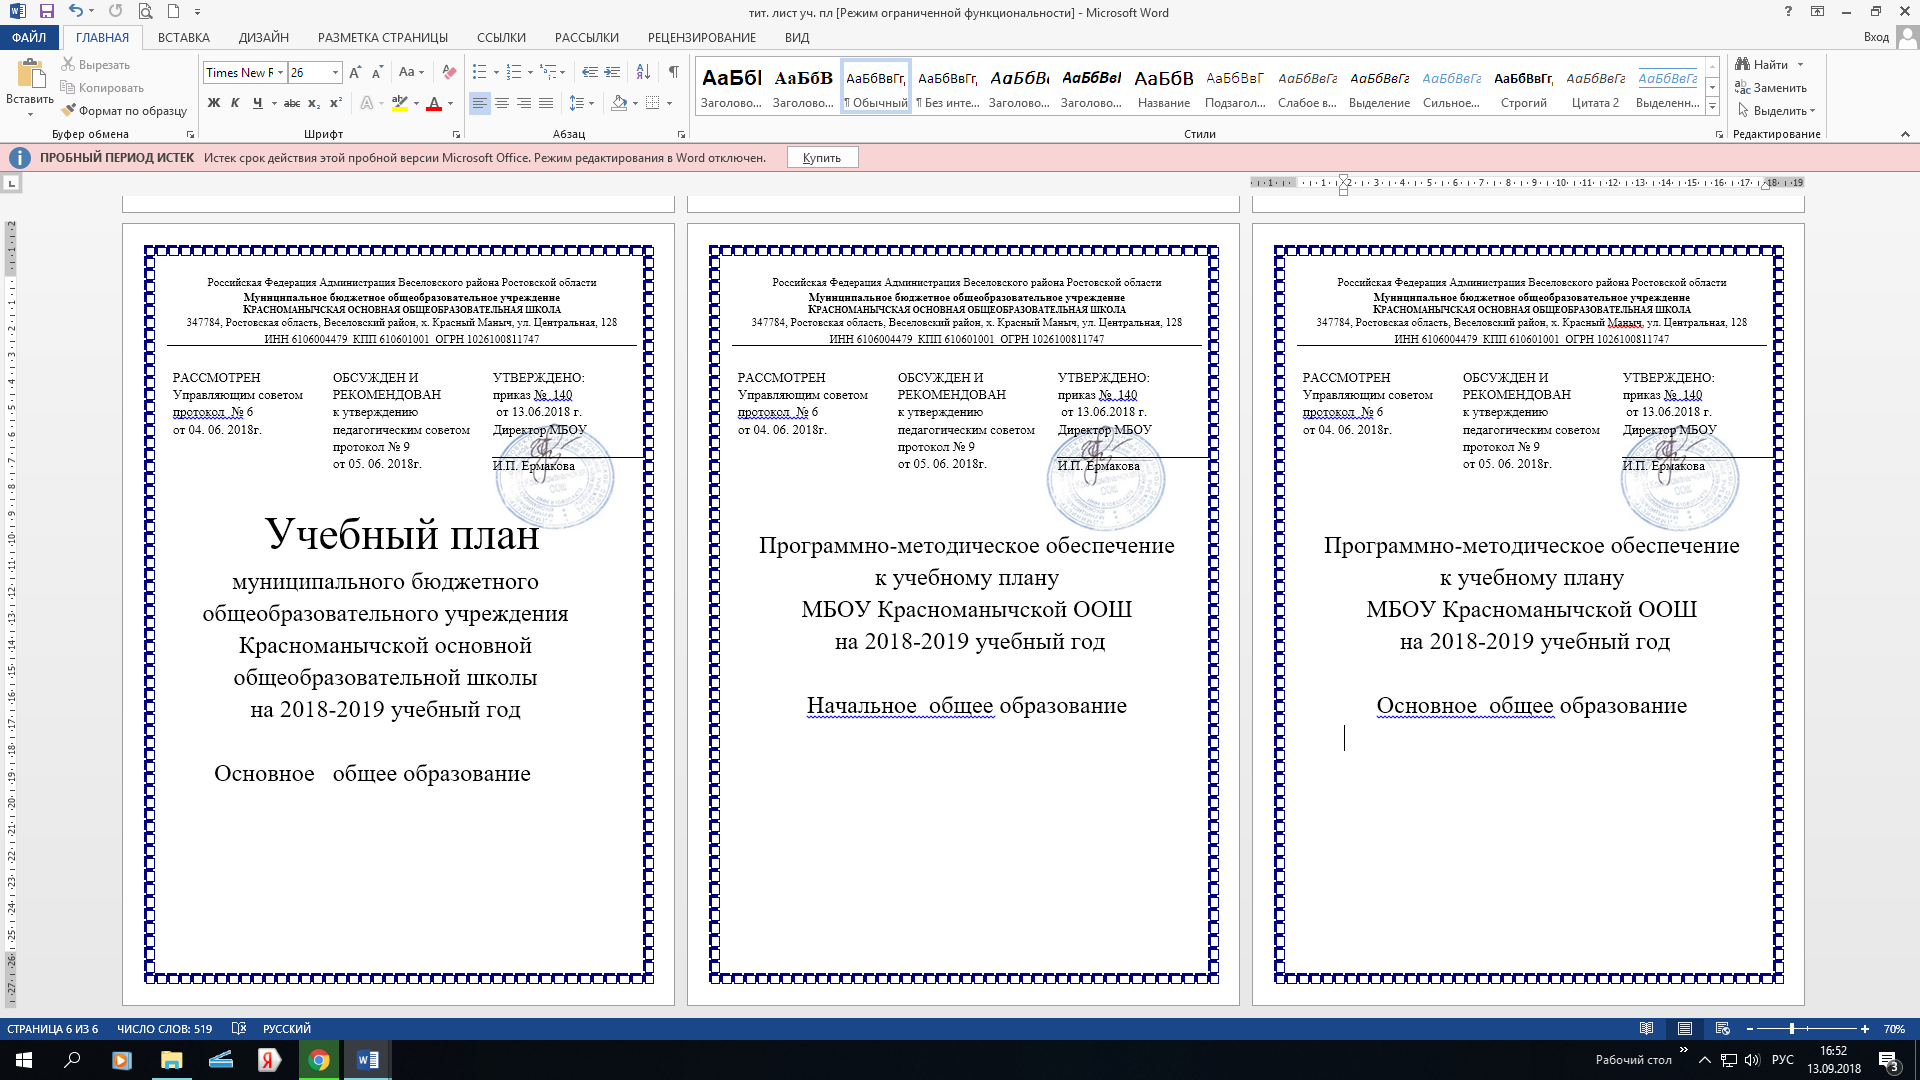 тит. лист уч. пл [Режим ограниченной функциональности] - Microsoft Word
ФАЙЛ ГЛАВНАЯ ВСТАВКА ДИЗАЙН РАЗМЕТКА СТРАНИЦЫ ССЫЛКИ РАССЫЛКИ РЕЦЕНЗИРОВАНИЕ ВИД Вход
Вставить
Вырезать
Копировать
Формат по образцу
Буфер обмена
Times New R 26
Ж К Ч abc x₂ x²
Шрифт
Абзац
АаБбІ АаБбВ АаБбВвГг, АаБбВвГг, АаБбВı АаБбВвІ АаБбВ АаБбВвГ АаБбВвГг АаБбВвГг АаБбВвГг АаБбВвГг, АаБбВвГг АаБбВвГг
Заголово... Заголово... ¶ Обычный ¶ Без инте... Заголово... Заголово... Название Подзагол... Слабое в... Выделение Сильное... Строгий Цитата 2 Выделенн...
Стили
Найти
Заменить
Выделить
Редактирование
ПРОБНЫЙ ПЕРИОД ИСТЕК Истек срок действия этой пробной версии Microsoft Office. Режим редактирования в Word отключен. Купить
Российская Федерация Администрация Веселовского района Ростовской области
Муниципальное бюджетное общеобразовательное учреждение
КРАСНОМАНЫЧСКАЯ ОСНОВНАЯ ОБЩЕОБРАЗОВАТЕЛЬНАЯ ШКОЛА
347784, Ростовская область, Веселовский район, х. Красный Маныч, ул. Центральная, 128
ИНН 6106004479 КПП 610601001 ОГРН 1026100811747
РАССМОТРЕН
Управляющим советом
протокол № 6
от 04. 06. 2018г.
ОБСУЖДЕН И
РЕКОМЕНДОВАН
к утверждению
педагогическим советом
протокол № 9
от 05. 06. 2018г.
УТВЕРЖДЕНО:
приказ № 140
от 13.06.2018 г.
Директор МБОУ
И.П. Ермакова
Учебный план
муниципального бюджетного
общеобразовательного учреждения
Красноманычской основной
общеобразовательной школы
на 2018-2019 учебный год
Основное общее образование
Российская Федерация Администрация Веселовского района Ростовской области
Муниципальное бюджетное общеобразовательное учреждение
КРАСНОМАНЫЧСКАЯ ОСНОВНАЯ ОБЩЕОБРАЗОВАТЕЛЬНАЯ ШКОЛА
347784, Ростовская область, Веселовский район, х. Красный Маныч, ул. Центральная, 128
ИНН 6106004479 КПП 610601001 ОГРН 1026100811747
РАССМОТРЕН
Управляющим советом
протокол № 6
от 04. 06. 2018г.
ОБСУЖДЕН И
РЕКОМЕНДОВАН
к утверждению
педагогическим советом
протокол № 9
от 05. 06. 2018г.
УТВЕРЖДЕНО:
приказ № 140
от 13.06.2018 г.
Директор МБОУ
И.П. Ермакова
Программно-методическое обеспечение
к учебному плану
МБОУ Красноманычской ООШ
на 2018-2019 учебный год
Начальное общее образование
Российская Федерация Администрация Веселовского района Ростовской области
Муниципальное бюджетное общеобразовательное учреждение
КРАСНОМАНЫЧСКАЯ ОСНОВНАЯ ОБЩЕОБРАЗОВАТЕЛЬНАЯ ШКОЛА
347784, Ростовская область, Веселовский район, х. Красный Маныч, ул. Центральная, 128
ИНН 6106004479 КПП 610601001 ОГРН 1026100811747
РАССМОТРЕН
Управляющим советом
протокол № 6
от 04. 06. 2018г.
ОБСУЖДЕН И
РЕКОМЕНДОВАН
к утверждению
педагогическим советом
протокол № 9
от 05. 06. 2018г.
УТВЕРЖДЕНО:
приказ № 140
от 13.06.2018 г.
Директор МБОУ
И.П. Ермакова
Программно-методическое обеспечение
к учебному плану
МБОУ Красноманычской ООШ
на 2018-2019 учебный год
Основное общее образование
СТРАНИЦА 6 ИЗ 6 ЧИСЛО СЛОВ: 519 РУССКИЙ 70%
Рабочий стол РУС 16:52
13.09.2018 3